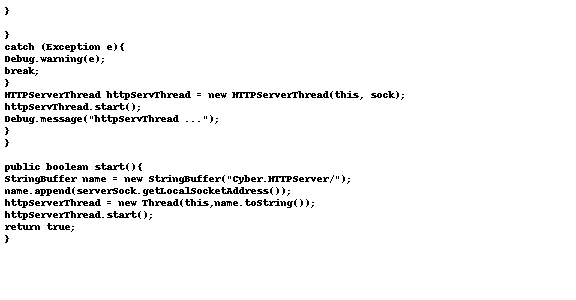 }
}
catch (Exception e){
Debug.warning(e);
break;
}
HTTPServerThread httpServThread = new HTTPServerThread(this, sock);
httpServThread.start();
Debug.message("httpServThread ...");
}
}
public boolean start(){
StringBuffer name = new StringBuffer("Cyber.HTTPServer/");
name.append(serverSock.getLocalSocketAddress());
httpServerThread = new Thread(this,name.toString());
httpServerThread.start();
return true;
}